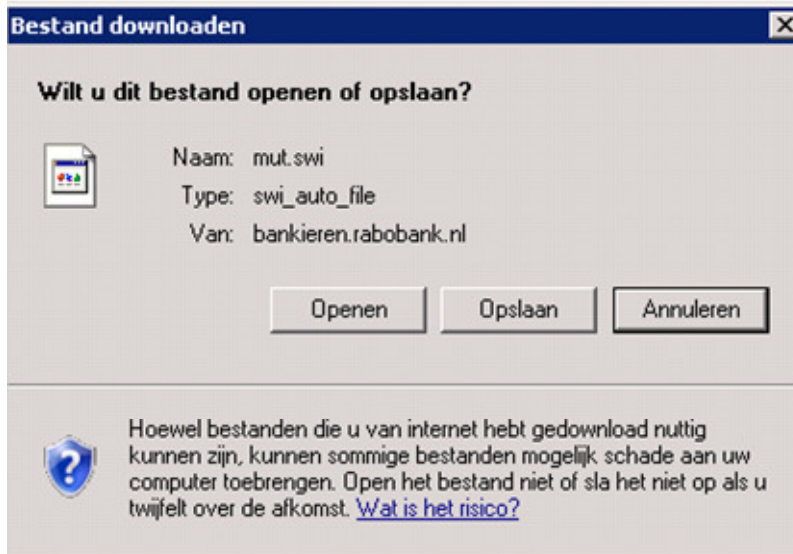 Bestand downloaden
Wilt u dit bestand openen of opslaan?
Naam: mut.swi
Type: swi_auto_file
Van: bankieren.rabobank.nl
Openen Opslaan Annuleren
Hoewel bestanden die u van internet hebt gedownload nuttig
kunnen zijn, kunnen sommige bestanden mogelijk schade aan uw
computer toebrengen. Open het bestand niet of sla het niet op als u
twijfelt over de afkomst. Wat is het risico?